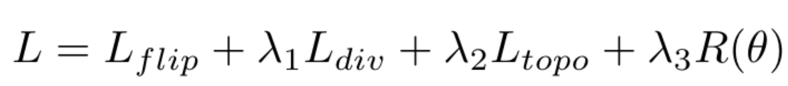 L = L_{flip} + λ_1 L_{div} + λ_2 L_{topo} + λ_3 R(θ)